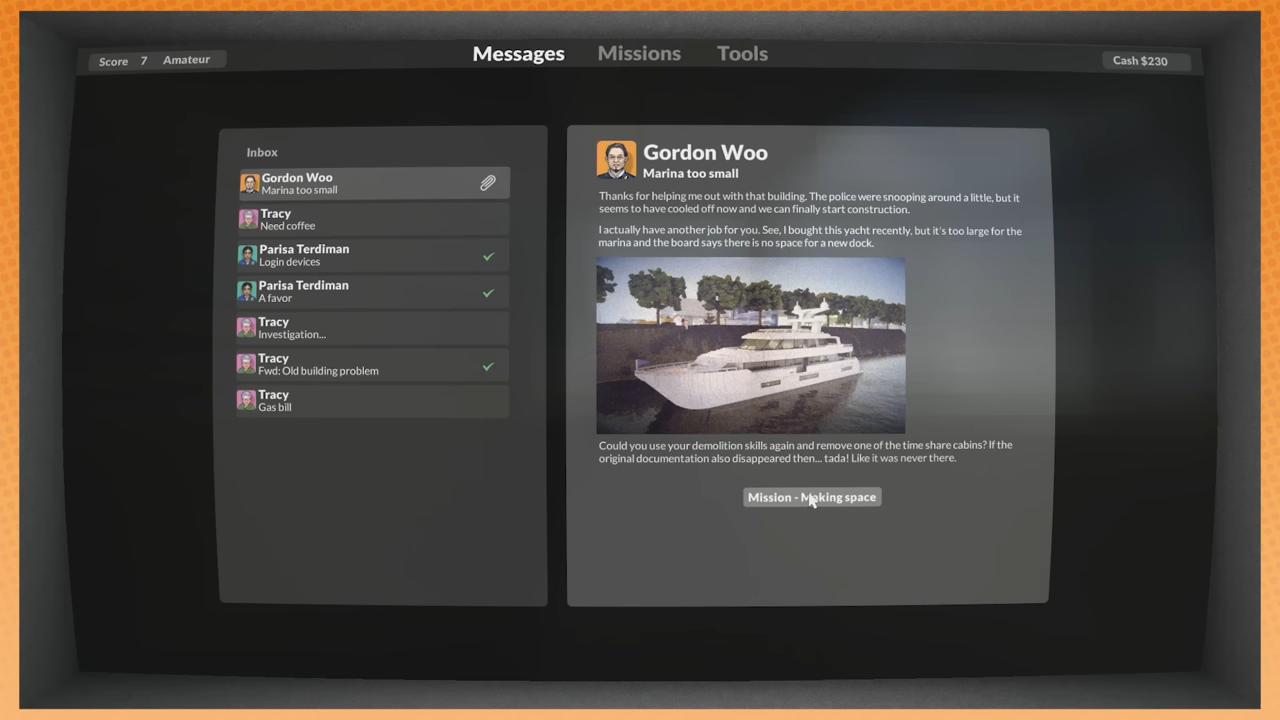 Score 7 Amateur
Messages Missions Tools
Cash $230
Inbox
Gordon Woo
Marina too small
Tracy
Need coffee
Parisa Terdiman
Login devices
Parisa Terdiman
A favor
Tracy
Investigation...
Tracy
Fwd: Old building problem
Tracy
Gas bill
Gordon Woo
Marina too small
Thanks for helping me out with that building. The police were snooping around a little, but it
seems to have cooled off now and we can finally start construction.
I actually have another job for you. See, I bought this yacht recently, but it's too large for the
marina and the board says there is no space for a new dock.
Could you use your demolition skills again and remove one of the time share cabins? If the
original documentation also disappeared then... tada! Like it was never there.
Mission - Making space